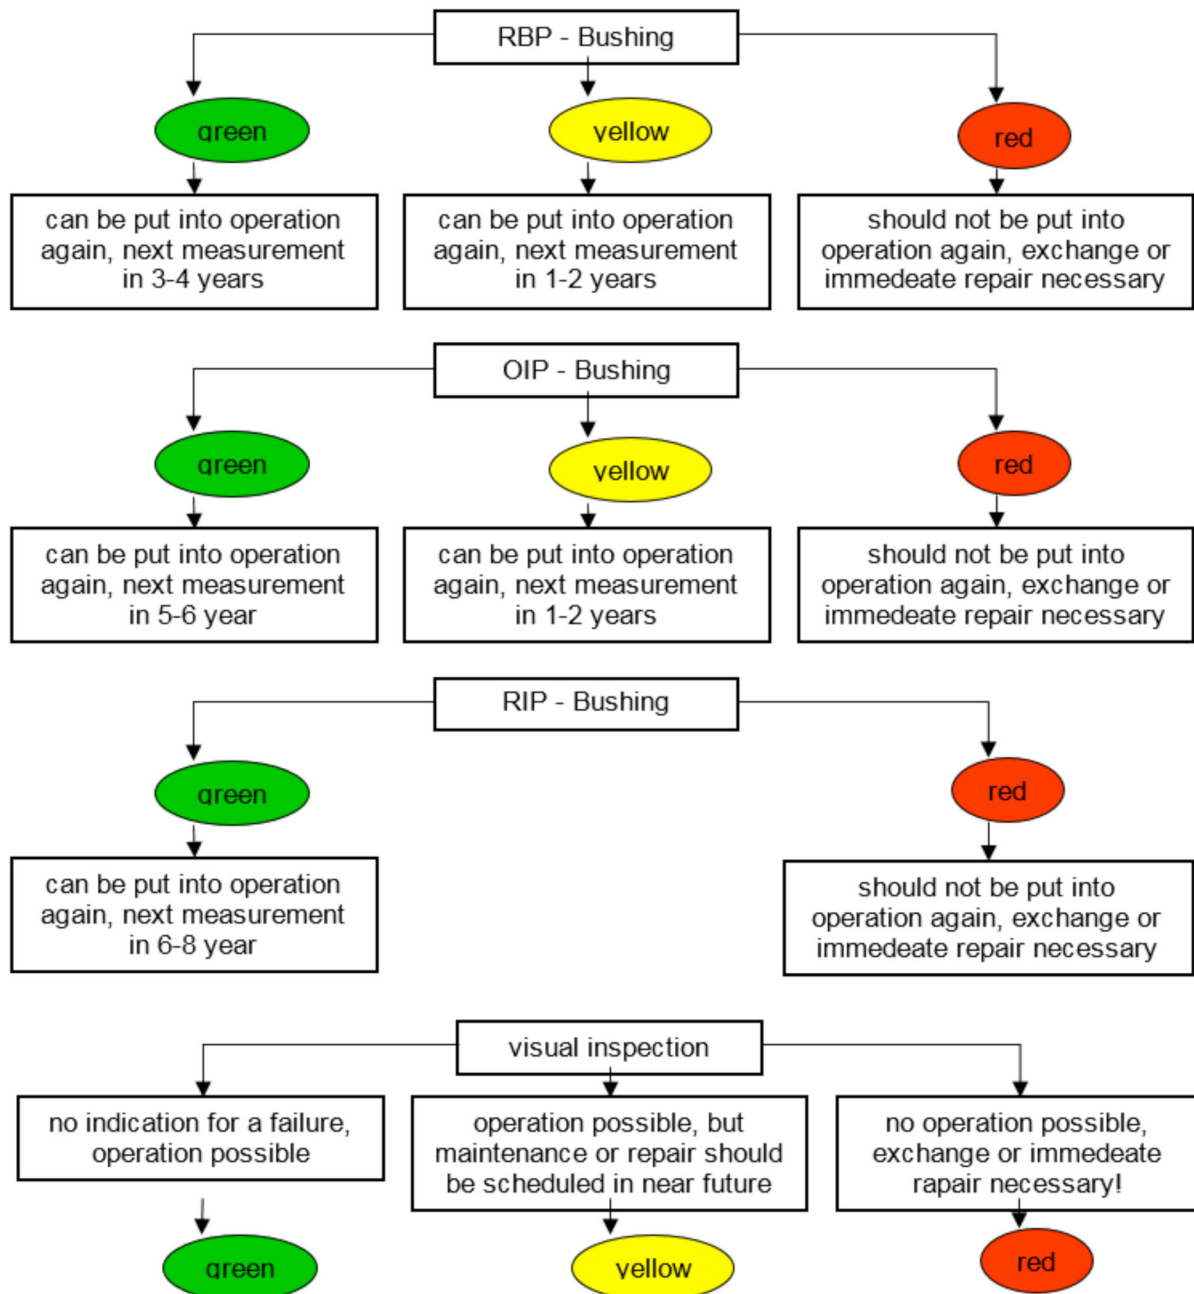 RBP - Bushing
green
yellow
red
can be put into operation
again, next measurement
in 3-4 years
can be put into operation
again, next measurement
in 1-2 years
should not be put into
operation again, exchange or
immedeate repair necessary
OIP - Bushing
green
yellow
red
can be put into operation
again, next measurement
in 5-6 year
can be put into operation
again, next measurement
in 1-2 years
should not be put into
operation again, exchange or
immedeate repair necessary
RIP - Bushing
green
red
can be put into operation
again, next measurement
in 6-8 year
should not be put into
operation again, exchange or
immedeate repair necessary
visual inspection
no indication for a failure,
operation possible
operation possible, but
maintenance or repair should
be scheduled in near future
no operation possible,
exchange or immedeate
rapair necessary!
green
yellow
red